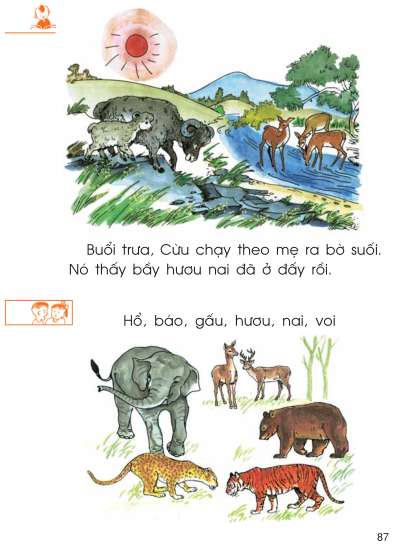 Buổi trưa, Cừu chạy theo mẹ ra bờ suối.
Nó thấy bầy hươu nai đã ở đấy rồi.
Hổ, báo, gấu, hươu, nai, voi
87